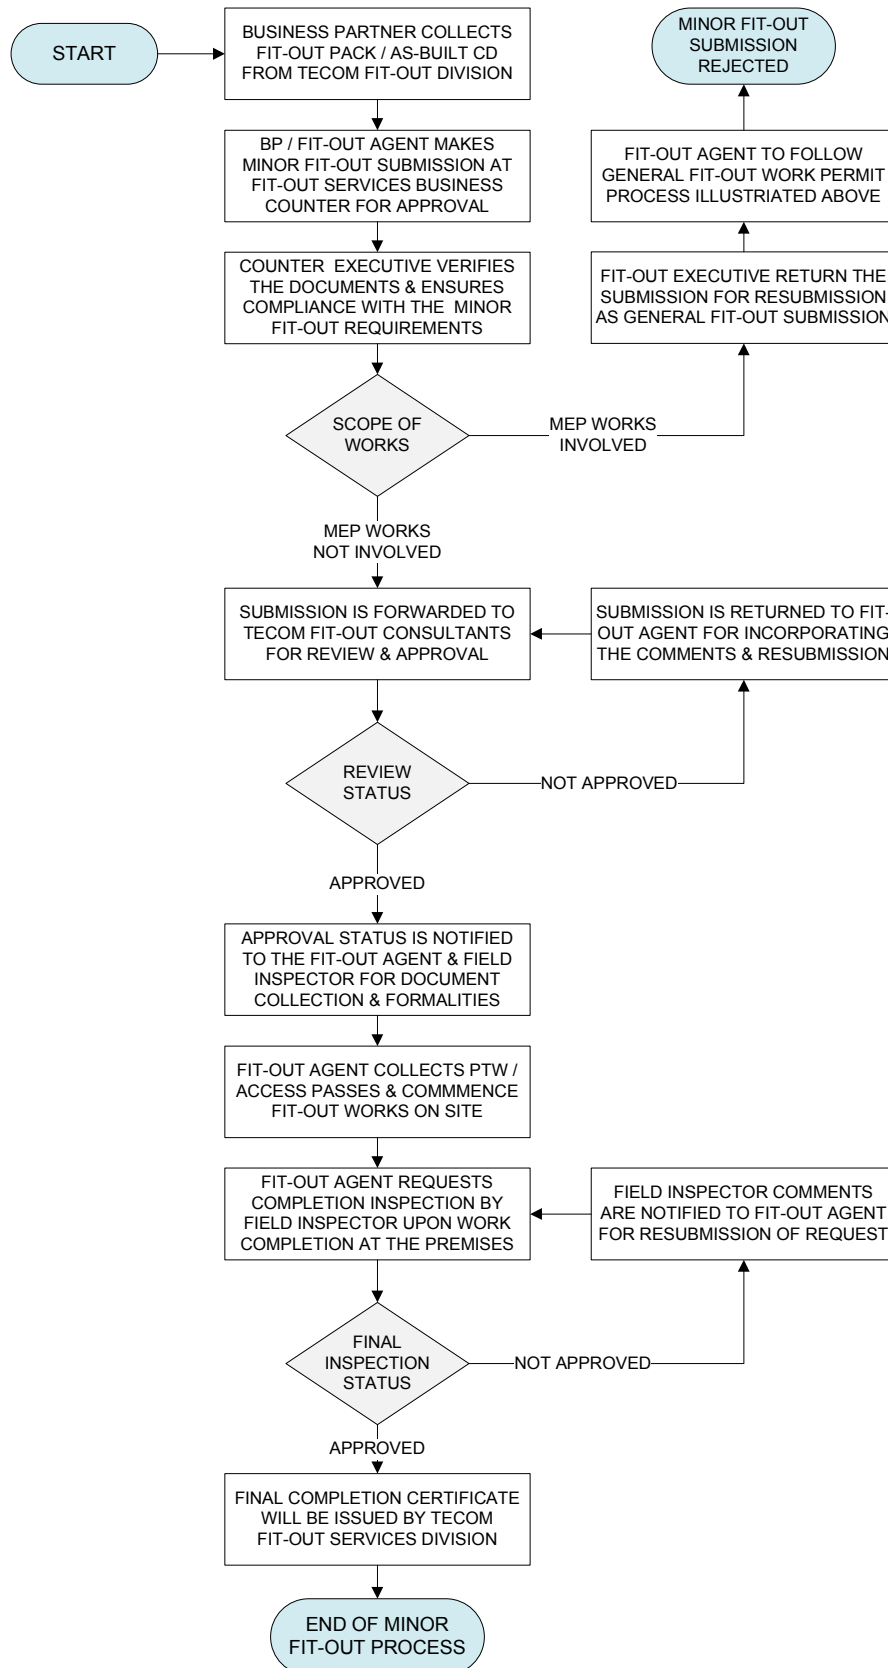 START
BUSINESS PARTNER COLLECTS
FIT-OUT PACK / AS-BUILT CD
FROM TECOM FIT-OUT DIVISION
MINOR FIT-OUT
SUBMISSION
REJECTED
BP / FIT-OUT AGENT MAKES
MINOR FIT-OUT SUBMISSION AT
FIT-OUT SERVICES BUSINESS
COUNTER FOR APPROVAL
FIT-OUT AGENT TO FOLLOW
GENERAL FIT-OUT WORK PERMIT
PROCESS ILLUSTRIATED ABOVE
COUNTER  EXECUTIVE VERIFIES
THE DOCUMENTS & ENSURES
COMPLIANCE WITH THE  MINOR
FIT-OUT REQUIREMENTS
FIT-OUT EXECUTIVE RETURN THE
SUBMISSION FOR RESUBMISSION
AS GENERAL FIT-OUT SUBMISSION
SCOPE OF
WORKS
MEP WORKS
INVOLVED
MEP WORKS
NOT INVOLVED
SUBMISSION IS FORWARDED TO
TECOM FIT-OUT CONSULTANTS
FOR REVIEW & APPROVAL
SUBMISSION IS RETURNED TO FIT-
OUT AGENT FOR INCORPORATING
THE COMMENTS & RESUBMISSION
REVIEW
STATUS
NOT APPROVED
APPROVED
APPROVAL STATUS IS NOTIFIED
TO THE FIT-OUT AGENT & FIELD
INSPECTOR FOR DOCUMENT
COLLECTION & FORMALITIES
FIT-OUT AGENT COLLECTS PTW /
ACCESS PASSES & COMMMENCE
FIT-OUT WORKS ON SITE
FIT-OUT AGENT REQUESTS
COMPLETION INSPECTION BY
FIELD INSPECTOR UPON WORK
COMPLETION AT THE PREMISES
FIELD INSPECTOR COMMENTS
ARE NOTIFIED TO FIT-OUT AGENT
FOR RESUBMISSION OF REQUEST
FINAL
INSPECTION
STATUS
NOT APPROVED
APPROVED
FINAL COMPLETION CERTIFICATE
WILL BE ISSUED BY TECOM
FIT-OUT SERVICES DIVISION
END OF MINOR
FIT-OUT PROCESS